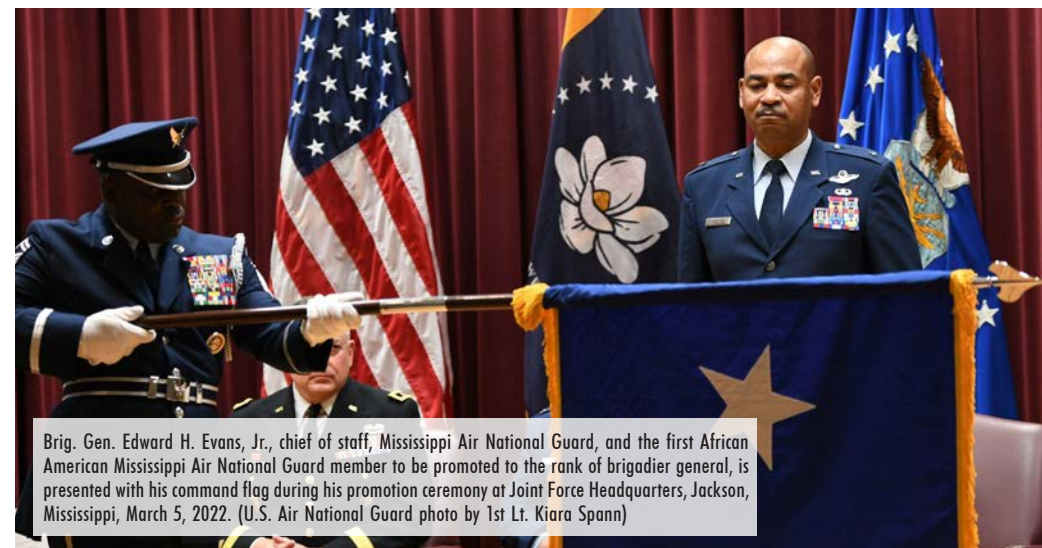 Brig. Gen. Edward H. Evans, Jr., chief of staff, Mississippi Air National Guard, and the first African
American Mississippi Air National Guard member to be promoted to the rank of brigadier general, is
presented with his command flag during his promotion ceremony at Joint Force Headquarters, Jackson,
Mississippi, March 5, 2022. (U.S. Air National Guard photo by 1st Lt. Kiara Spann)